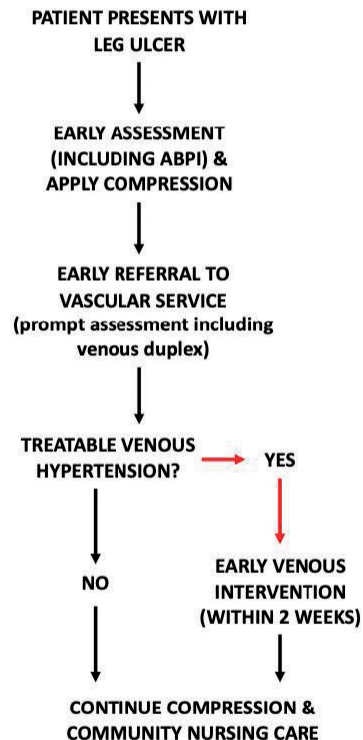 PATIENT PRESENTS WITH
LEG ULCER
EARLY ASSESSMENT
(INCLUDING ABPI) &
APPLY COMPRESSION
EARLY REFERRAL TO
VASCULAR SERVICE
(prompt assessment including
venous duplex)
TREATABLE VENOUS
HYPERTENSION?
YES
NO
EARLY VENOUS
INTERVENTION
(WITHIN 2 WEEKS)
CONTINUE COMPRESSION &
COMMUNITY NURSING CARE